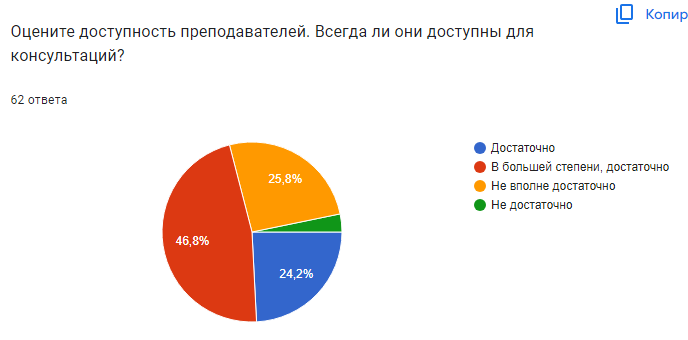 Копир
Оцените доступность преподавателей. Всегда ли они доступны для
консультаций?
62 ответа
Достаточно
В большей степени, достаточно
Не вполне достаточно
Не достаточно
25,8%
46,8%
24,2%